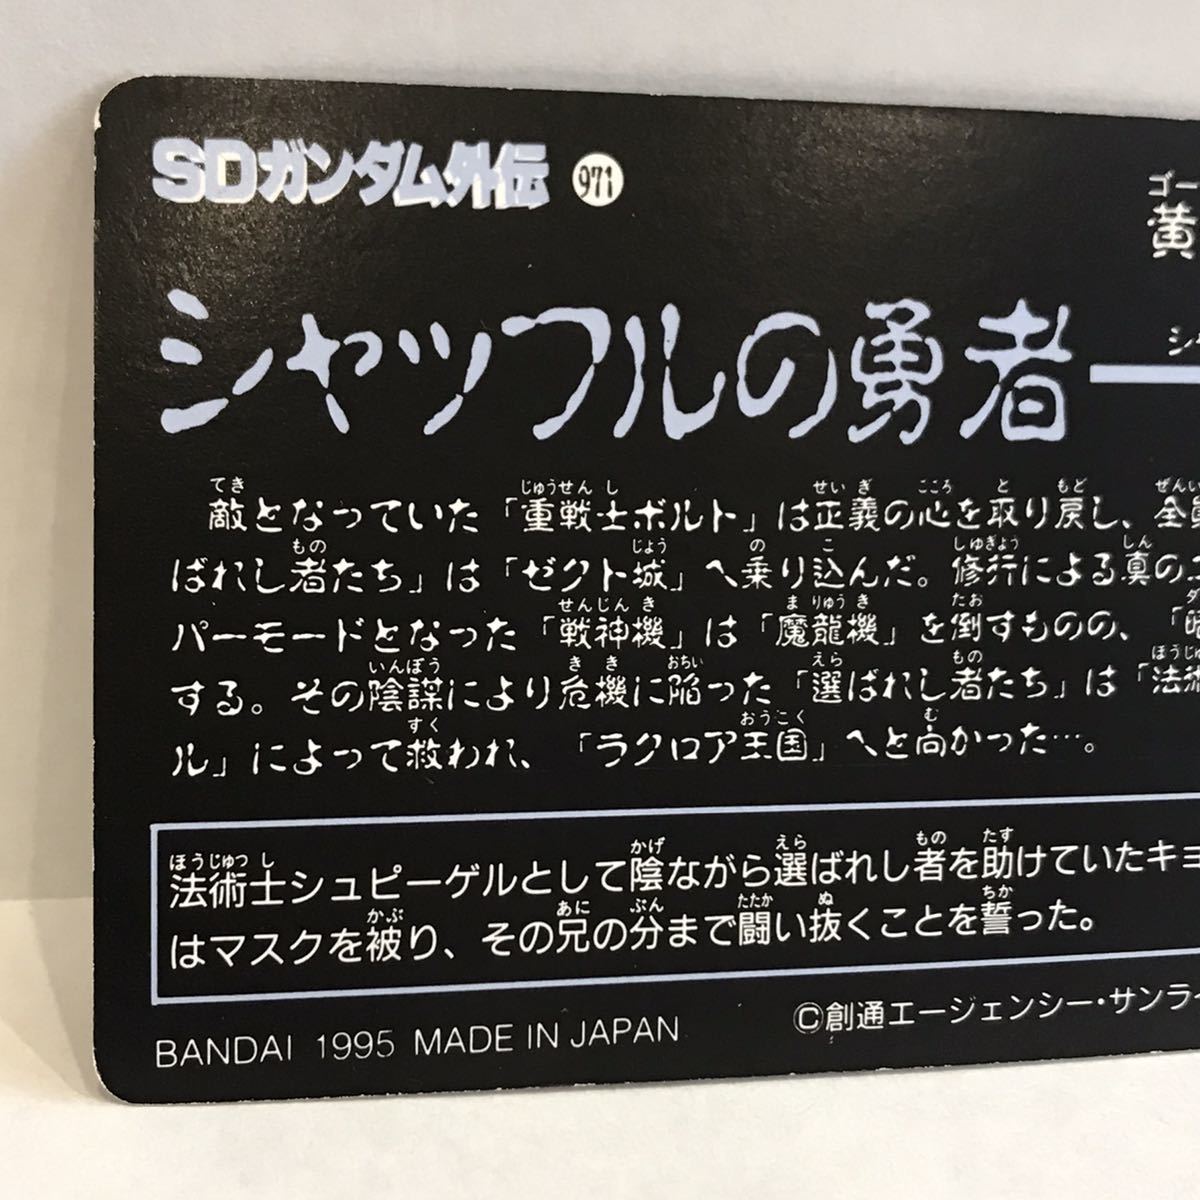 SDガンダム外伝 971
ゴー
黄
シャッフルの勇者
敵となっていた「重戦士ボルト」は正義の心を取り戻し、全
ばれし者たち」は「ゼクト城」へ乗り込んだ。修行による真の
パーモードとなった「戦神機」は「魔龍機」を倒すものの、「
する。その陰謀により危機に陥った「選ばれし者たち」は「法術
ル」によって救われ、「ラクロア王国」へと向かった…。
法術士シュピーゲルとして陰ながら選ばれし者を助けていたキョ
はマスクを被り、その兄の分まで闘い抜くことを誓った。
©創通エージェンシー・サンラ
BANDAI 1995 MADE IN JAPAN